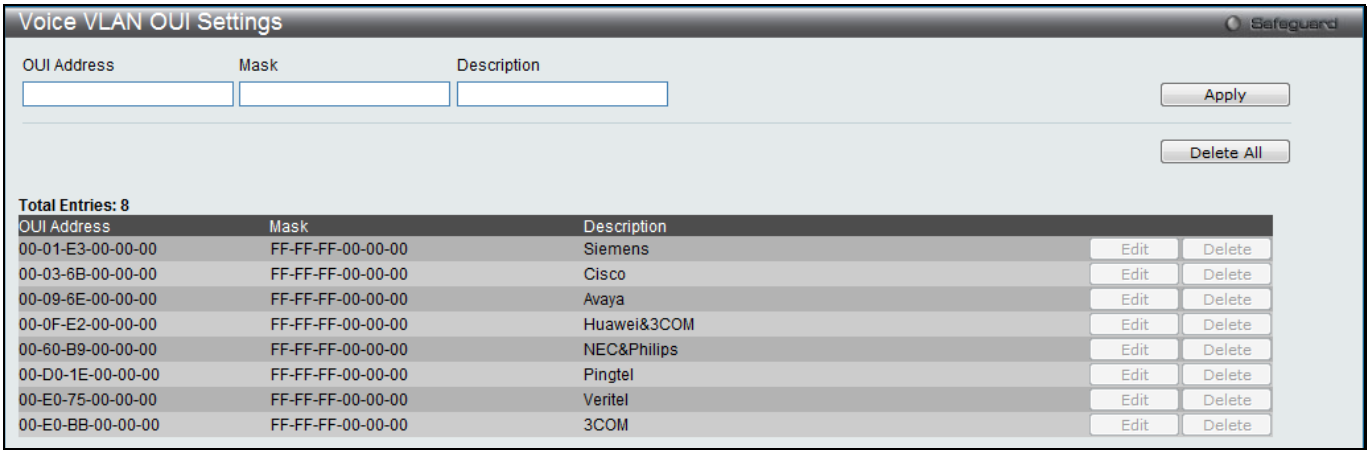 Voice VLAN OUI Settings Safeguard
OUI Address Mask Description
Apply
Delete All
Total Entries: 8
OUI Address Mask Description
00-01-E3-00-00-00 FF-FF-FF-00-00-00 Siemens Edit Delete
00-03-6B-00-00-00 FF-FF-FF-00-00-00 Cisco Edit Delete
00-09-6E-00-00-00 FF-FF-FF-00-00-00 Avaya Edit Delete
00-0F-E2-00-00-00 FF-FF-FF-00-00-00 Huawei&3COM Edit Delete
00-60-B9-00-00-00 FF-FF-FF-00-00-00 NEC&Philips Edit Delete
00-D0-1E-00-00-00 FF-FF-FF-00-00-00 Pingtel Edit Delete
00-E0-75-00-00-00 FF-FF-FF-00-00-00 Veritel Edit Delete
00-E0-BB-00-00-00 FF-FF-FF-00-00-00 3COM Edit Delete